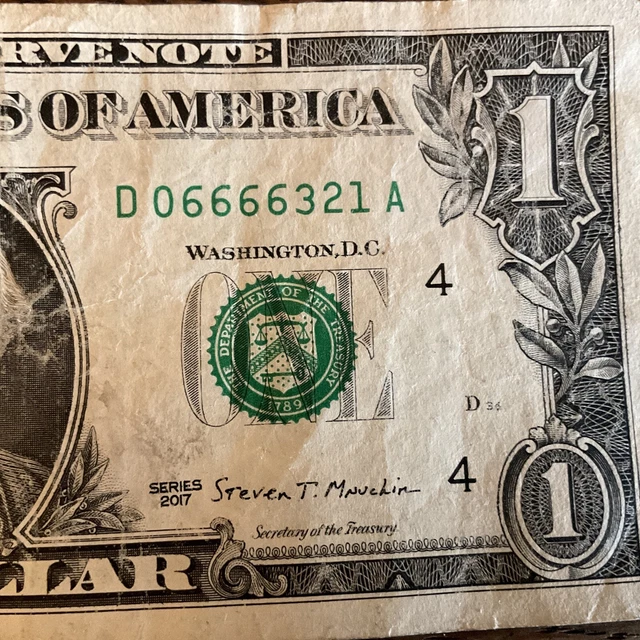 RVE NOTE
S OF AMERICA
1
D 06666321 A
WASHINGTON, D.C.
4
ONE
THE DEPARTMENT OF THE TREASURY
1789
D
4
SERIES
2017
Steven T. Mnuchin
Secretary of the Treasury.
1
LLAR